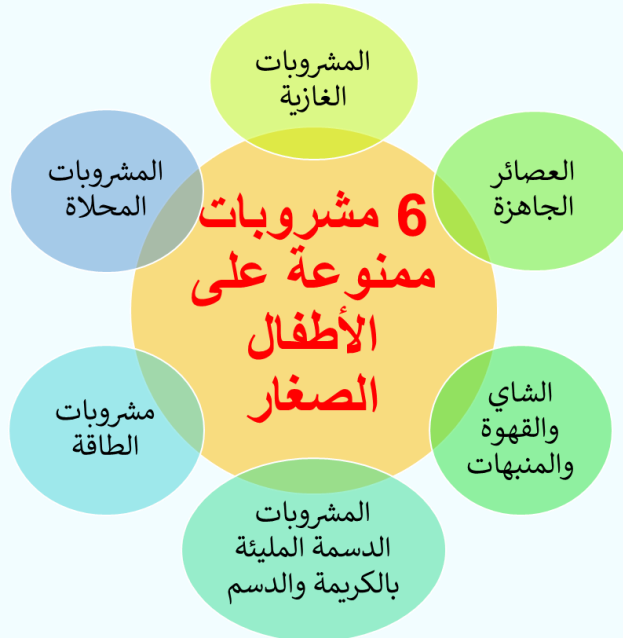 المشروبات
الغازية
العصائر
الجاهزة
المشروبات
المحلاة
6 مشروبات
ممنوعة على
الأطفال
الصغار
الشاي
والقهوة
والمنبهات
مشروبات
الطاقة
المشروبات
الدسمة المليئة
بالكريمة والدسم